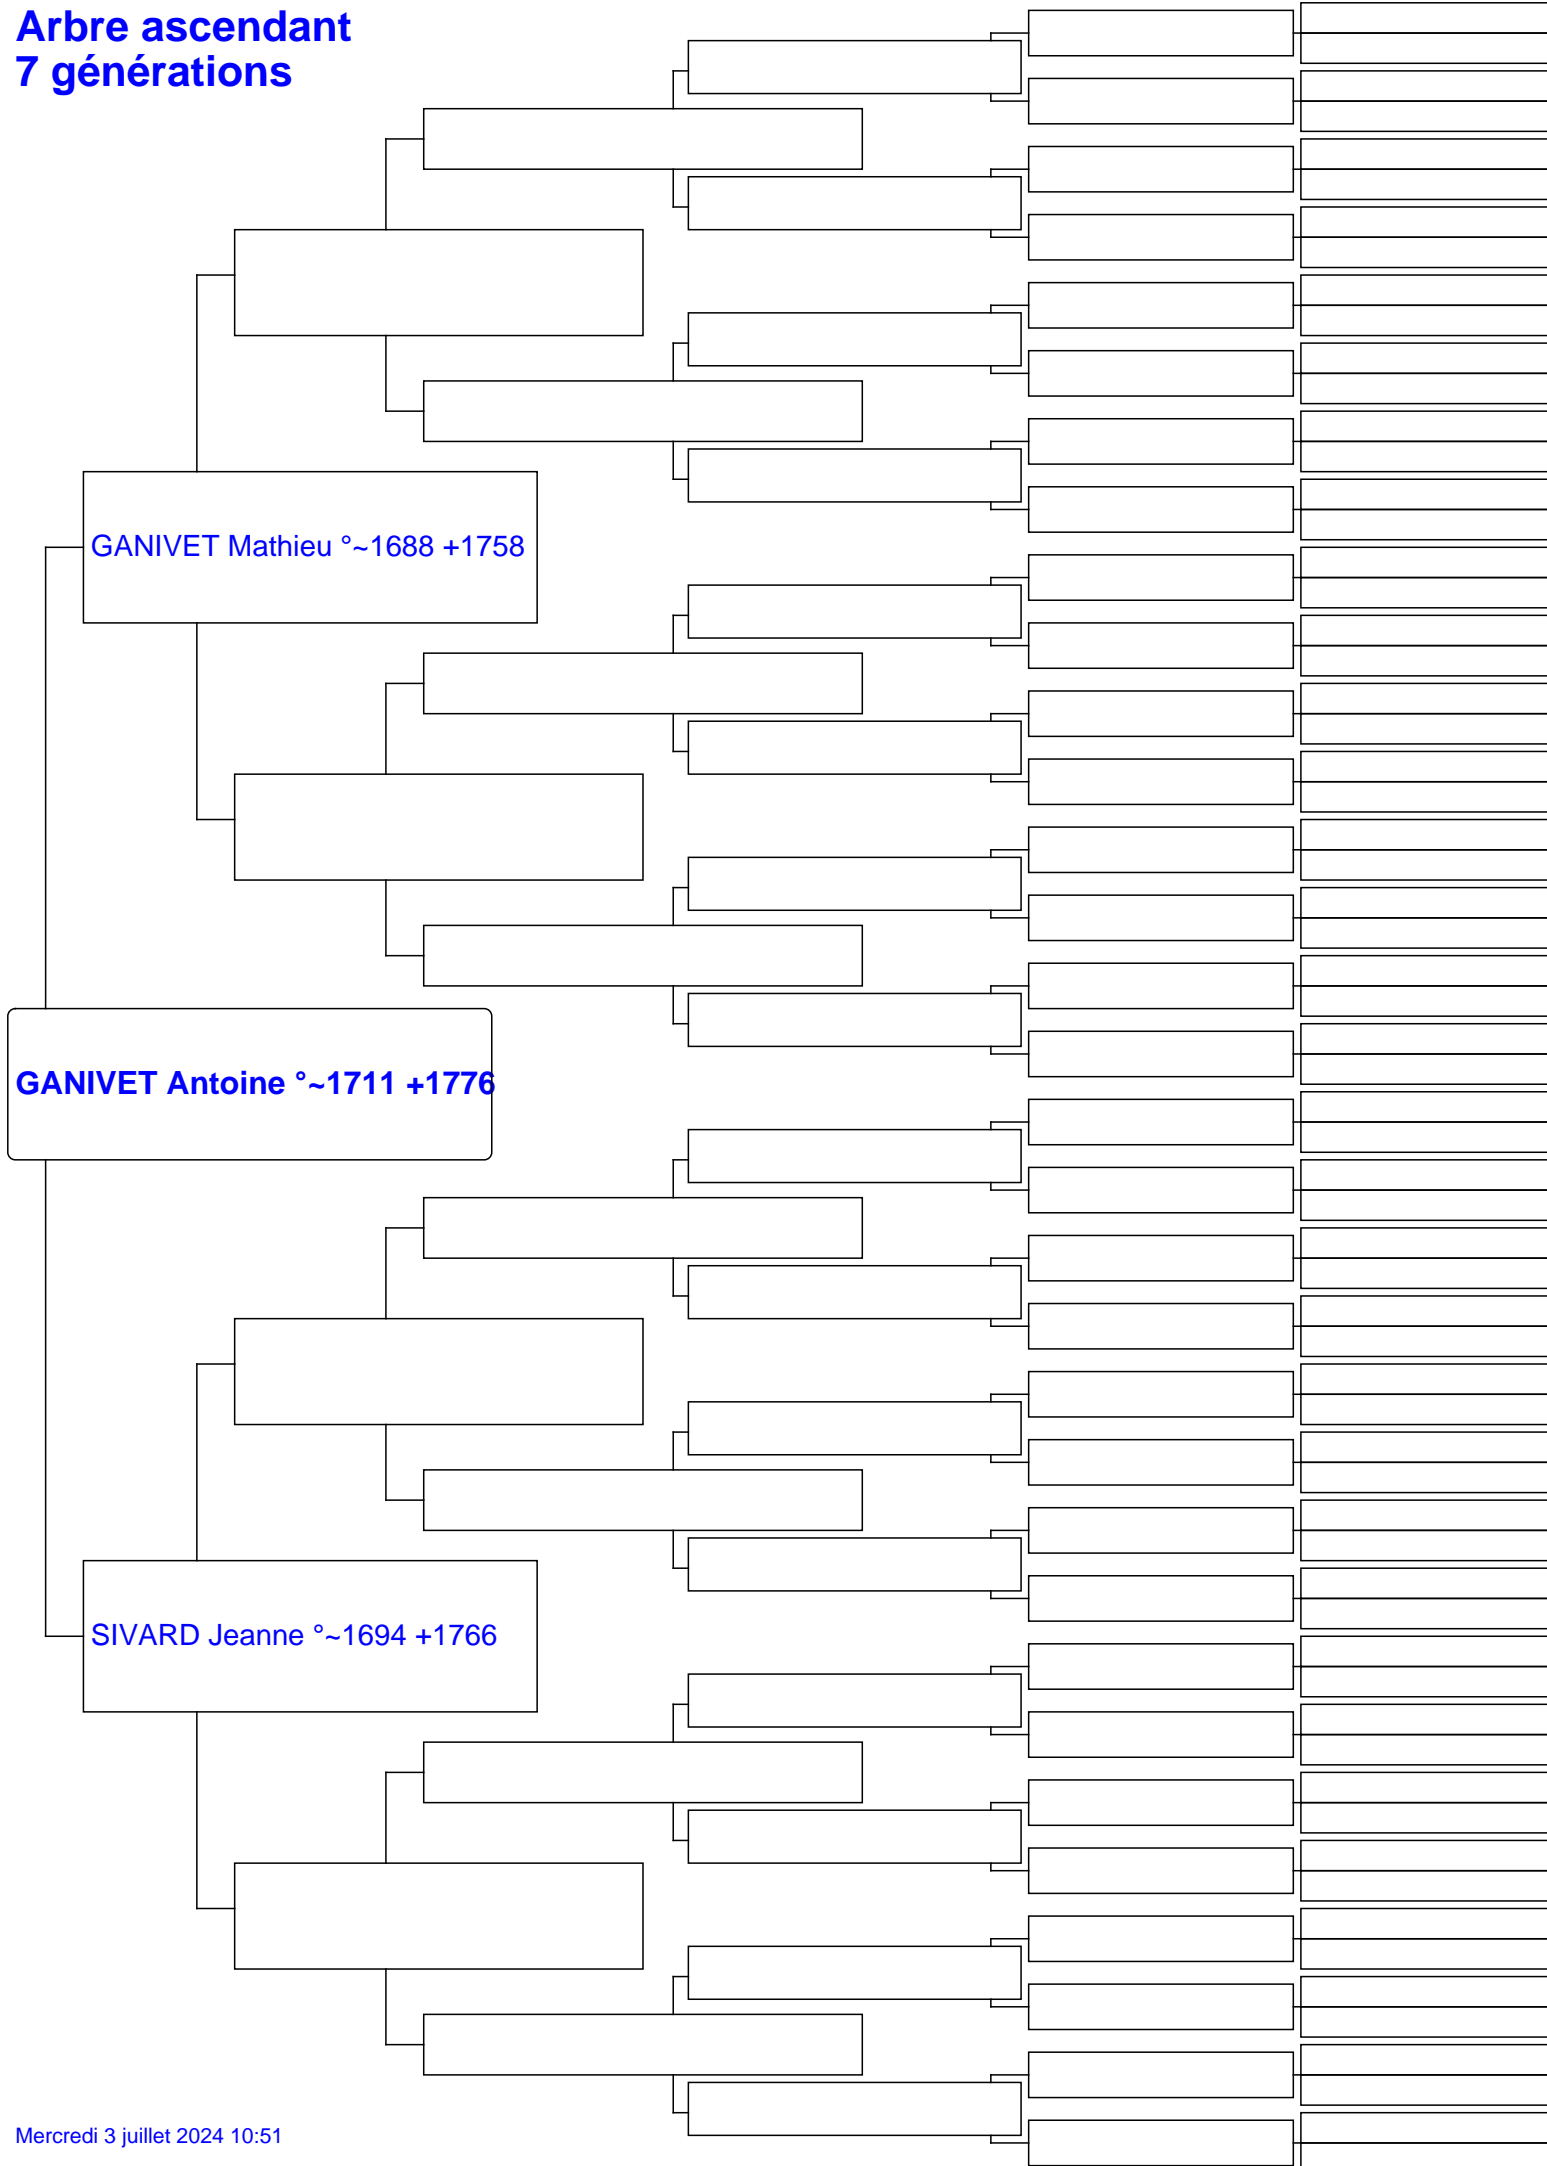 Arbre ascendant
7 générations
GANIVET Mathieu °~1688 +1758
GANIVET Antoine °~1711 +1776
SIVARD Jeanne °~1694 +1766
Mercredi 3 juillet 2024 10:51